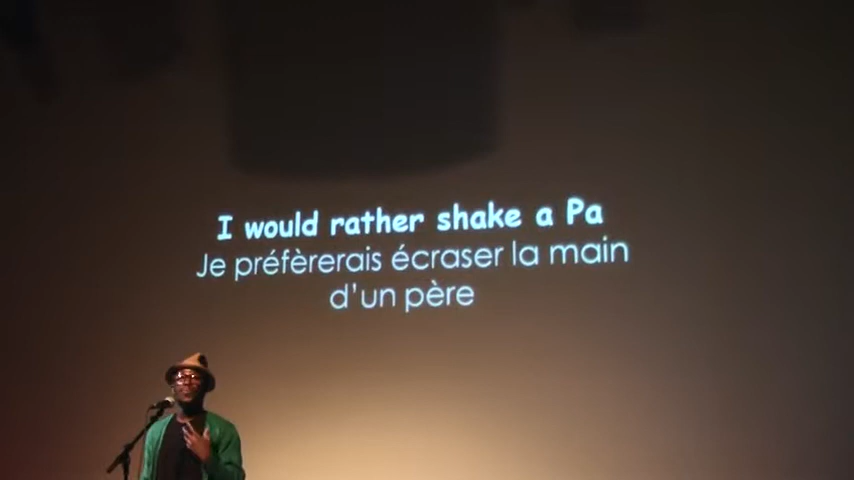 I would rather shake a Pa
Je préfèrerais écraser la main
d'un père